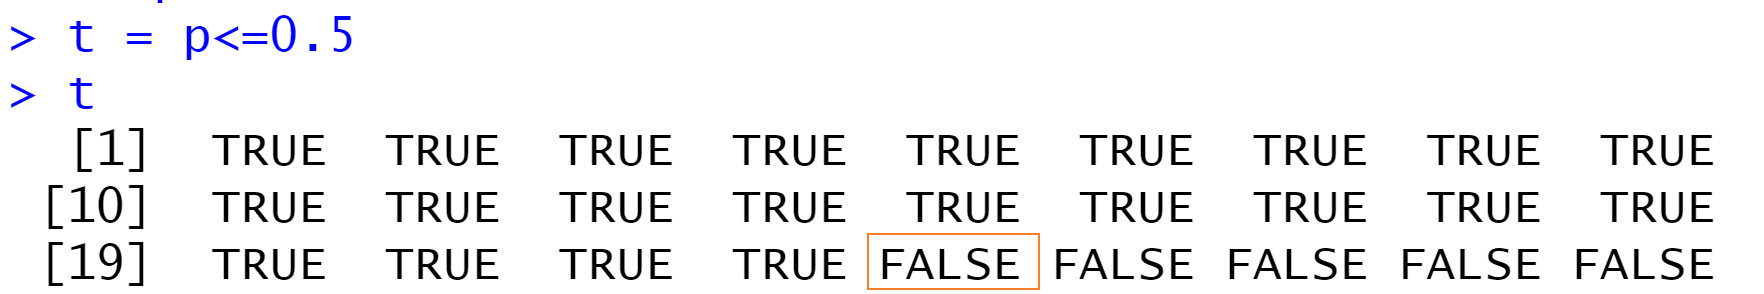 > t = p<=0.5
> t
[1] TRUE TRUE TRUE TRUE TRUE TRUE TRUE TRUE TRUE
[10] TRUE TRUE TRUE TRUE TRUE TRUE TRUE TRUE TRUE
[19] TRUE TRUE TRUE TRUE FALSE FALSE FALSE FALSE FALSE